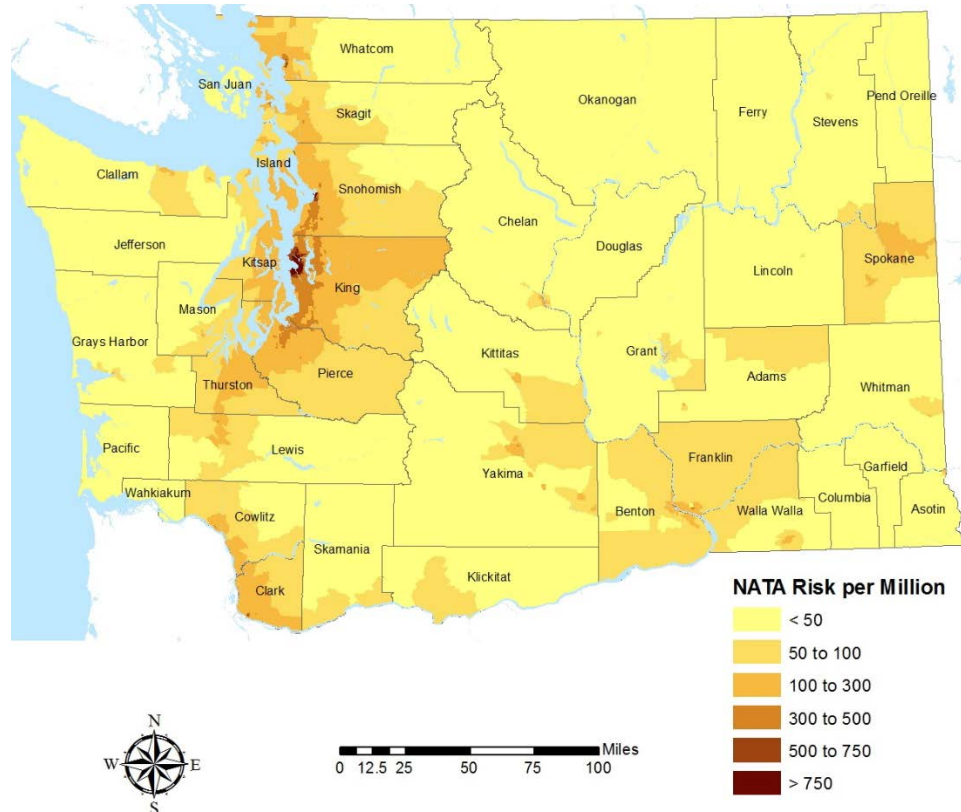 Whatcom
San Juan
Okanogan
Ferry
Pend Oreille
Stevens
Skagit
Island
Clallam
Snohomish
Chelan
Jefferson
Douglas
Kitsap
Lincoln
Spokane
King
Mason
Grays Harbor
Kittitas
Grant
Adams
Whitman
Thurston
Pierce
Pacific
Lewis
Yakima
Franklin
Garfield
Wahkiakum
Cowlitz
Benton
Walla Walla
Columbia
Asotin
Skamania
Klickitat
Clark
NATA Risk per Million
< 50
50 to 100
100 to 300
300 to 500
500 to 750
> 750
N
W E
S
Miles
0 12.5 25 50 75 100